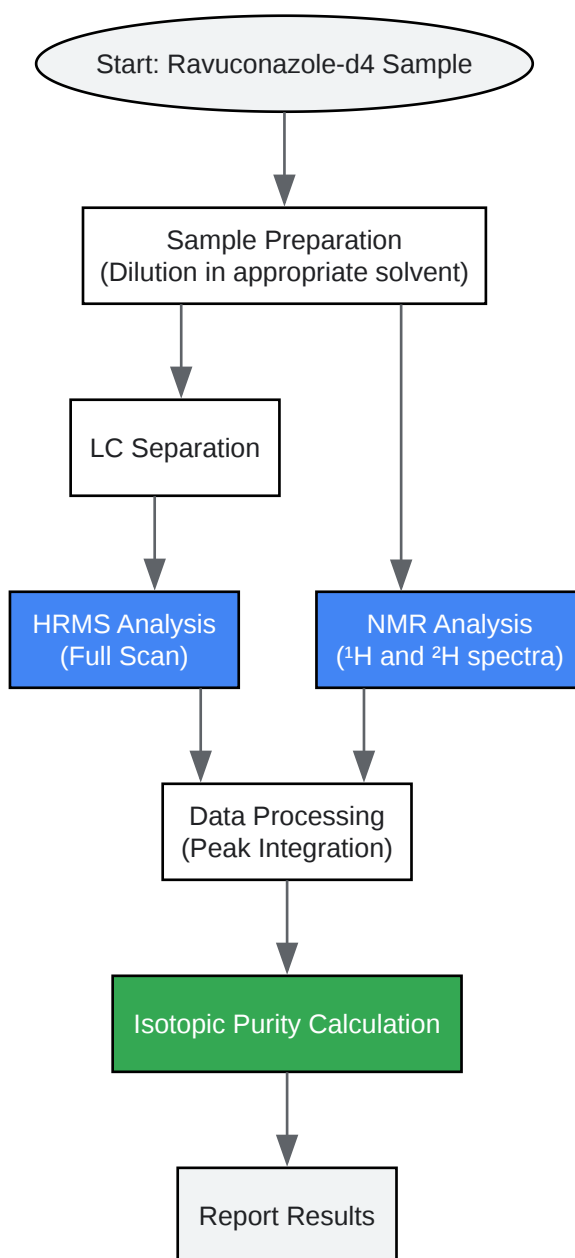 Start: Ravuconazole-d4 Sample
Sample Preparation
(Dilution in appropriate solvent)
LC Separation
HRMS Analysis
(Full Scan)
NMR Analysis
(¹H and ²H spectra)
Data Processing
(Peak Integration)
Isotopic Purity Calculation
Report Results